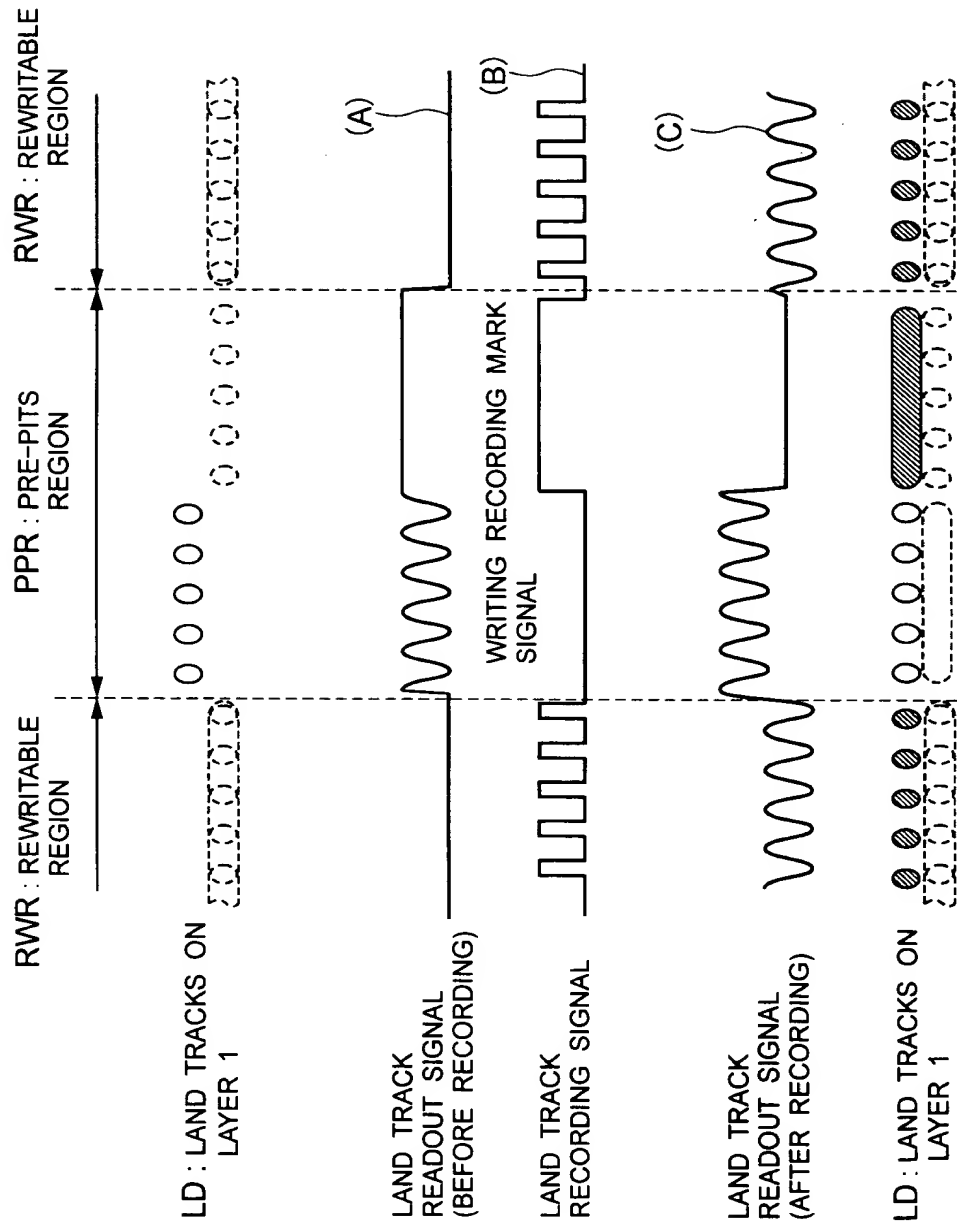 RWR : REWRITABLE
REGION
PPR : PRE-PITS
REGION
RWR : REWRITABLE
REGION
LD : LAND TRACKS ON
LAYER 1
LAND TRACK
READOUT SIGNAL
(BEFORE RECORDING)
(A)
LAND TRACK
RECORDING SIGNAL
WRITING RECORDING MARK
SIGNAL
(B)
LAND TRACK
READOUT SIGNAL
(AFTER RECORDING)
(C)
LD : LAND TRACKS ON
LAYER 1